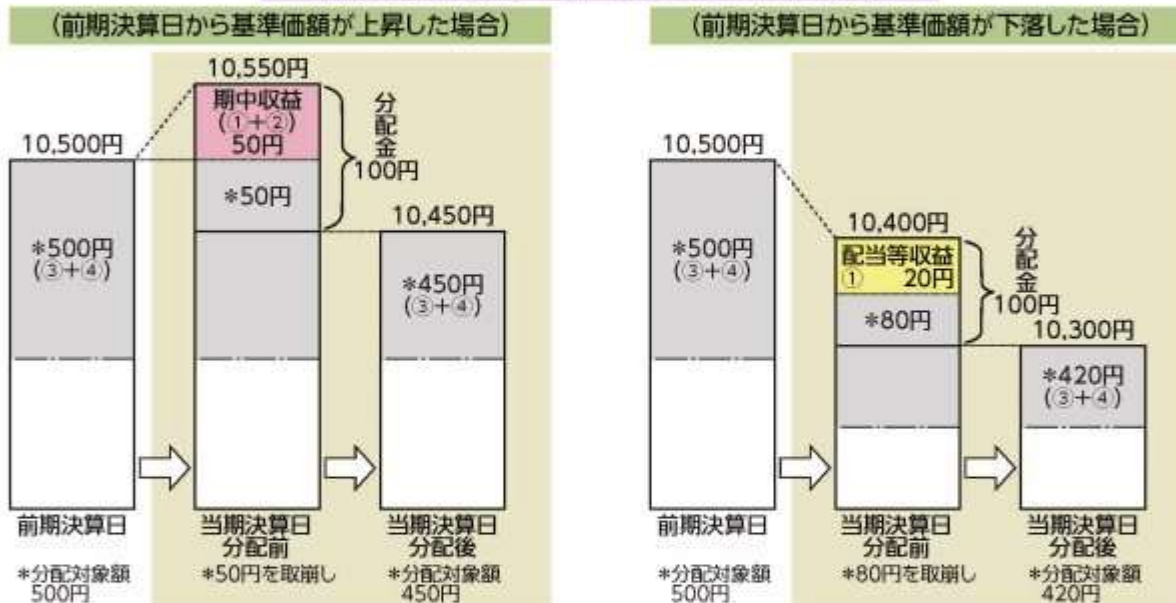 (前期決算日から基準価額が上昇した場合)
10,550円
期中収益
(①+②)
50円
分配金
100円
10,500円
*50円
10,450円
*500円
(③+④)
*450円
(③+④)
前期決算日
当期決算日
分配前
当期決算日
分配後
*分配対象額
500円
*50円を取崩し
*分配対象額
450円
(前期決算日から基準価額が下落した場合)
10,500円
10,400円
配当等収益
① 20円
分配金
100円
*500円
(③+④)
*80円
10,300円
*420円
(③+④)
前期決算日
当期決算日
分配前
当期決算日
分配後
*分配対象額
500円
*80円を取崩し
*分配対象額
420円